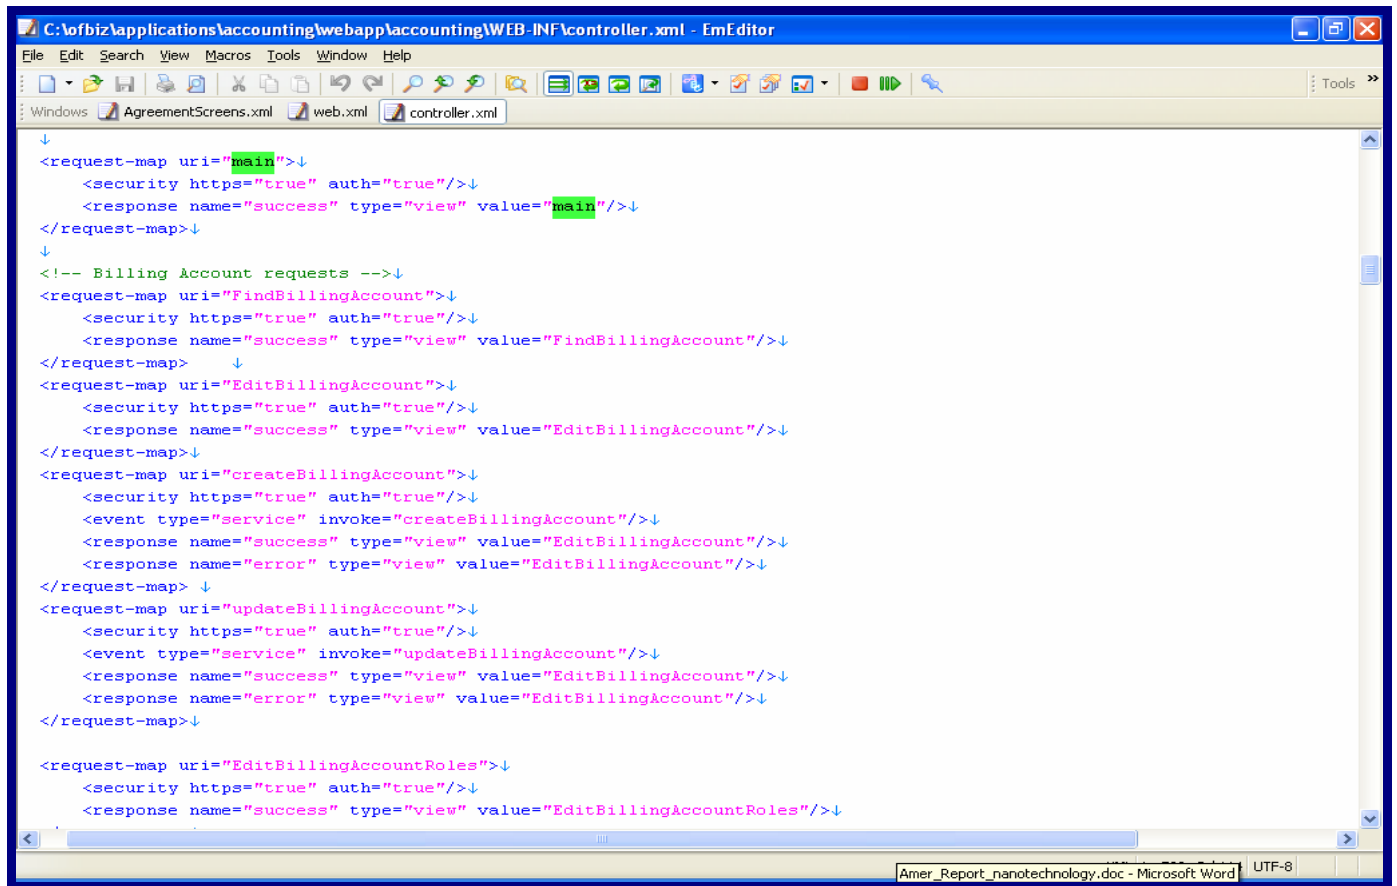 C:\ofbiz\applications\accounting\webapp\accounting\WEB-INF\controller.xml - EmEditor
File Edit Search View Macros Tools Window Help
Tools »
Windows AgreementScreens.xml web.xml controller.xml
↓
<request-map uri="main">↓
    <security https="true" auth="true"/>↓
    <response name="success" type="view" value="main"/>↓
</request-map>↓
↓
<!-- Billing Account requests -->↓
<request-map uri="FindBillingAccount">↓
    <security https="true" auth="true"/>↓
    <response name="success" type="view" value="FindBillingAccount"/>↓
</request-map>    ↓
<request-map uri="EditBillingAccount">↓
    <security https="true" auth="true"/>↓
    <response name="success" type="view" value="EditBillingAccount"/>↓
</request-map>↓
<request-map uri="createBillingAccount">↓
    <security https="true" auth="true"/>↓
    <event type="service" invoke="createBillingAccount"/>↓
    <response name="success" type="view" value="EditBillingAccount"/>↓
    <response name="error" type="view" value="EditBillingAccount"/>↓
</request-map> ↓
<request-map uri="updateBillingAccount">↓
    <security https="true" auth="true"/>↓
    <event type="service" invoke="updateBillingAccount"/>↓
    <response name="success" type="view" value="EditBillingAccount"/>↓
    <response name="error" type="view" value="EditBillingAccount"/>↓
</request-map>↓
<request-map uri="EditBillingAccountRoles">↓
    <security https="true" auth="true"/>↓
    <response name="success" type="view" value="EditBillingAccountRoles"/>↓
Amer_Report_nanotechnology.doc - Microsoft Word UTF-8